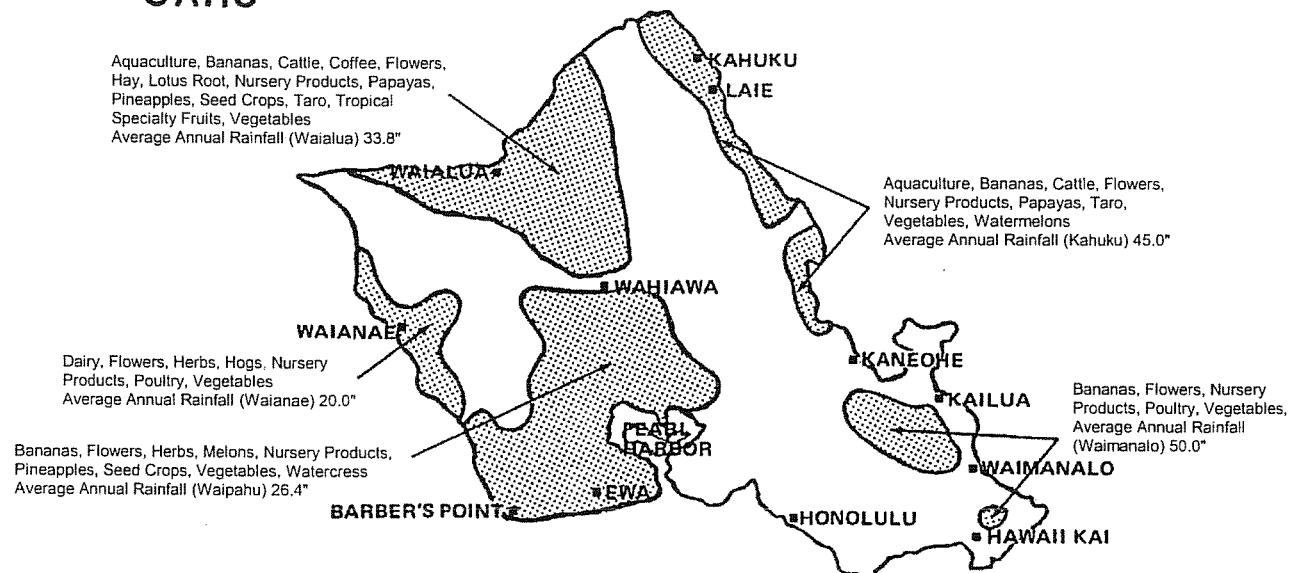 Aquaculture, Bananas, Cattle, Coffee, Flowers,
Hay, Lotus Root, Nursery Products, Papayas,
Pineapples, Seed Crops, Taro, Tropical
Specialty Fruits, Vegetables
Average Annual Rainfall (Waialua) 33.8"
KAHUKU
LAIE
WAIALUA
Aquaculture, Bananas, Cattle, Flowers,
Nursery Products, Papayas, Taro,
Vegetables, Watermelons
Average Annual Rainfall (Kahuku) 45.0"
WAHIAWA
WAIANAE
Dairy, Flowers, Herbs, Hogs, Nursery
Products, Poultry, Vegetables
Average Annual Rainfall (Waianae) 20.0"
KANEOHE
KAILUA
Bananas, Flowers, Nursery
Products, Poultry, Vegetables,
Average Annual Rainfall
(Waimanalo) 50.0"
PEARL
HARBOR
WAIMANALO
Bananas, Flowers, Herbs, Melons, Nursery Products,
Pineapples, Seed Crops, Vegetables, Watercress
Average Annual Rainfall (Waipahu) 26.4"
EWA
BARBER'S POINT
HONOLULU
HAWAII KAI